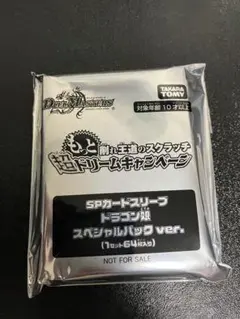 DUEL MASTERS
TAKARA TOMY
対象年齢10才以上
もっと
削れ王道のスクラッチ
超ドリームキャンペーン
SPカードスリーブ
ドラゴン娘
スペシャルパック ver.
(1セット64枚入り)
NOT FOR SALE